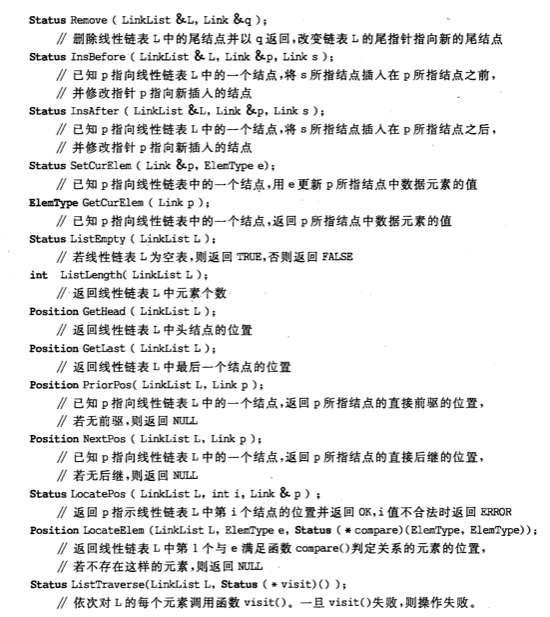 Status Remove ( LinkList &L, Link &q );
// 删除线性链表 L 中的尾结点并以 q 返回,改变链表 L 的尾指针指向新的尾结点
Status InsBefore ( LinkList & L, Link &p, Link s );
// 已知 p 指向线性链表 L 中的一个结点,将 s 所指结点插入在 p 所指结点之前,
// 并修改指针 p 指向新插入的结点
Status InsAfter ( LinkList &L, Link &p, Link s );
// 已知 p 指向线性链表 L 中的一个结点,将 s 所指结点插入在 p 所指结点之后,
// 并修改指针 p 指向新插入的结点
Status SetCurElem ( Link &p, ElemType e);
// 已知 p 指向线性链表中的一个结点,用 e 更新 p 所指结点中数据元素的值
ElemType GetCurElem ( Link p );
// 已知 p 指向线性链表中的一个结点,返回 p 所指结点中数据元素的值
Status ListEmpty ( LinkList L );
// 若线性链表 L 为空表,则返回 TRUE,否则返回 FALSE
int ListLength( LinkList L );
// 返回线性链表 L 中元素个数
Position GetHead ( LinkList L );
// 返回线性链表 L 中头结点的位置
Position GetLast ( LinkList L );
// 返回线性链表 L 中最后一个结点的位置
Position PriorPos( LinkList L, Link p );
// 已知 p 指向线性链表 L 中的一个结点,返回 p 所指结点的直接前驱的位置,
// 若无前驱,则返回 NULL
Position NextPos ( LinkList L, Link p );
// 已知 p 指向线性链表 L 中的一个结点,返回 p 所指结点的直接后继的位置,
// 若无后继,则返回 NULL
Status LocatePos ( LinkList L, int i, Link & p ) ;
// 返回 p 指示线性链表 L 中第 i 个结点的位置并返回 OK,i 值不合法时返回 ERROR
Position LocateElem (LinkList L, ElemType e, Status ( * compare)(ElemType, ElemType));
// 返回线性链表 L 中第 1 个与 e 满足函数 compare()判定关系的元素的位置,
// 若不存在这样的元素,则返回 NULL
Status ListTraverse(LinkList L, Status ( * visit)() );
// 依次对 L 的每个元素调用函数 visit()。一旦 visit()失败,则操作失败。